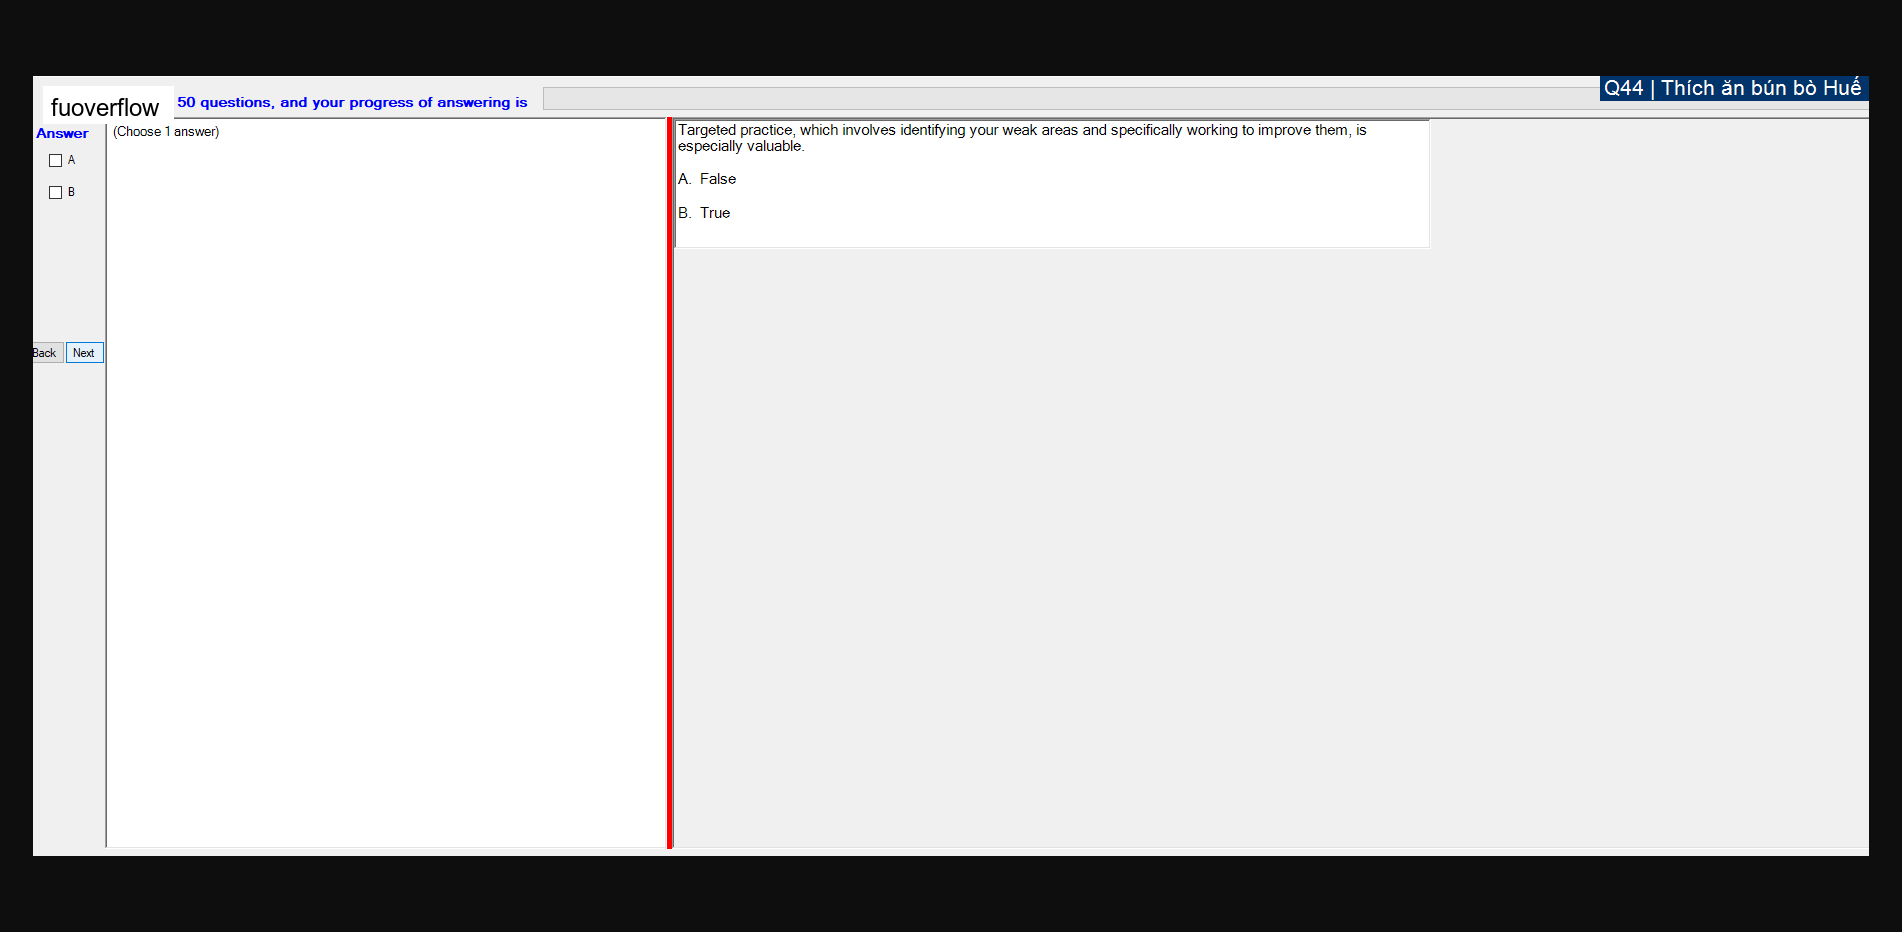 Q44 | Thích ăn bún bò Huế
fuoverflow
50 questions, and your progress of answering is
Answer
A
B
Back
Next
(Choose 1 answer)
Targeted practice, which involves identifying your weak areas and specifically working to improve them, is
especially valuable.
A. False
B. True